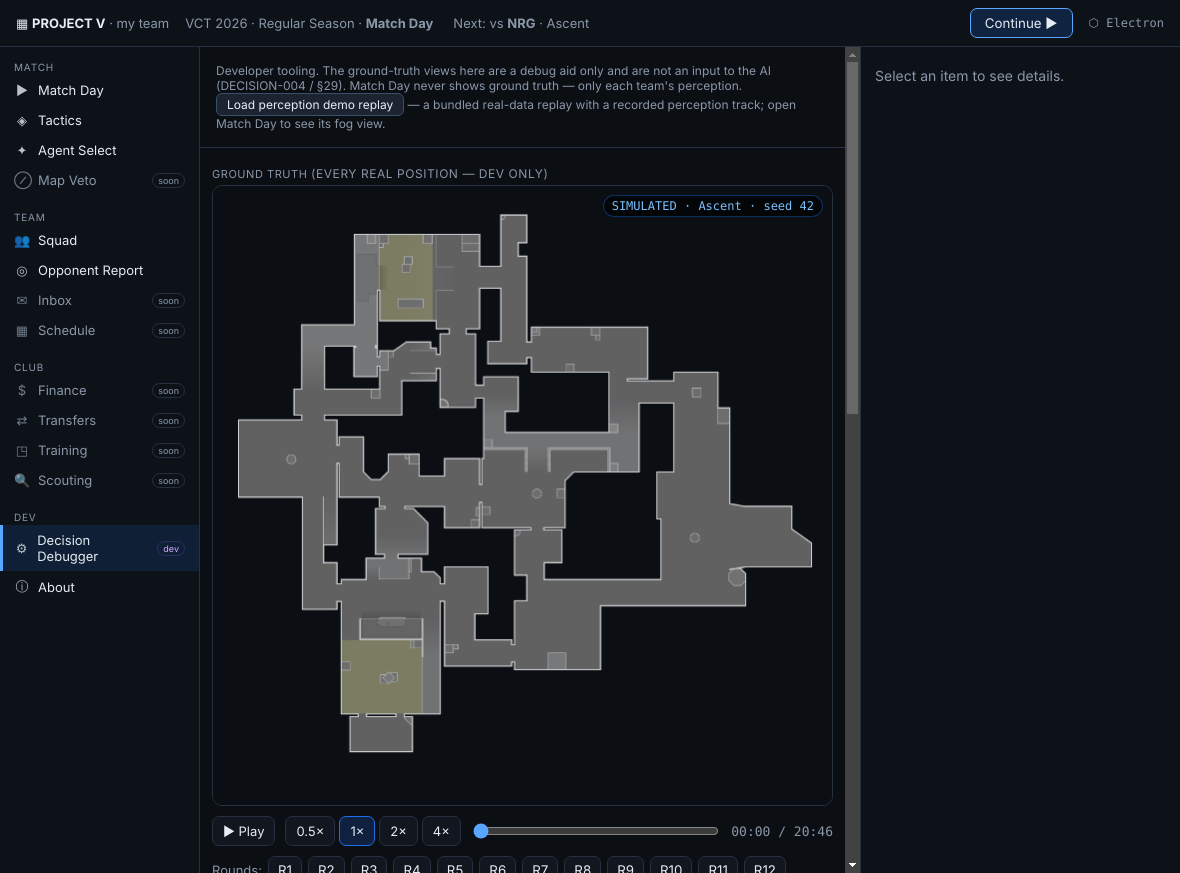 PROJECT V · my team VCT 2026 · Regular Season · Match Day Next: vs NRG · Ascent Continue ▶ Electron
MATCH
Match Day
Tactics
Agent Select
Map Veto soon
TEAM
Squad
Opponent Report
Inbox soon
Schedule soon
CLUB
Finance soon
Transfers soon
Training soon
Scouting soon
DEV
Decision Debugger dev
About
Developer tooling. The ground-truth views here are a debug aid only and are not an input to the AI
(DECISION-004 / §29). Match Day never shows ground truth — only each team's perception.
Load perception demo replay — a bundled real-data replay with a recorded perception track; open
Match Day to see its fog view.
GROUND TRUTH (EVERY REAL POSITION — DEV ONLY)
SIMULATED · Ascent · seed 42
▶ Play 0.5× 1× 2× 4× 00:00 / 20:46
Rounds: R1 R2 R3 R4 R5 R6 R7 R8 R9 R10 R11 R12
Select an item to see details.